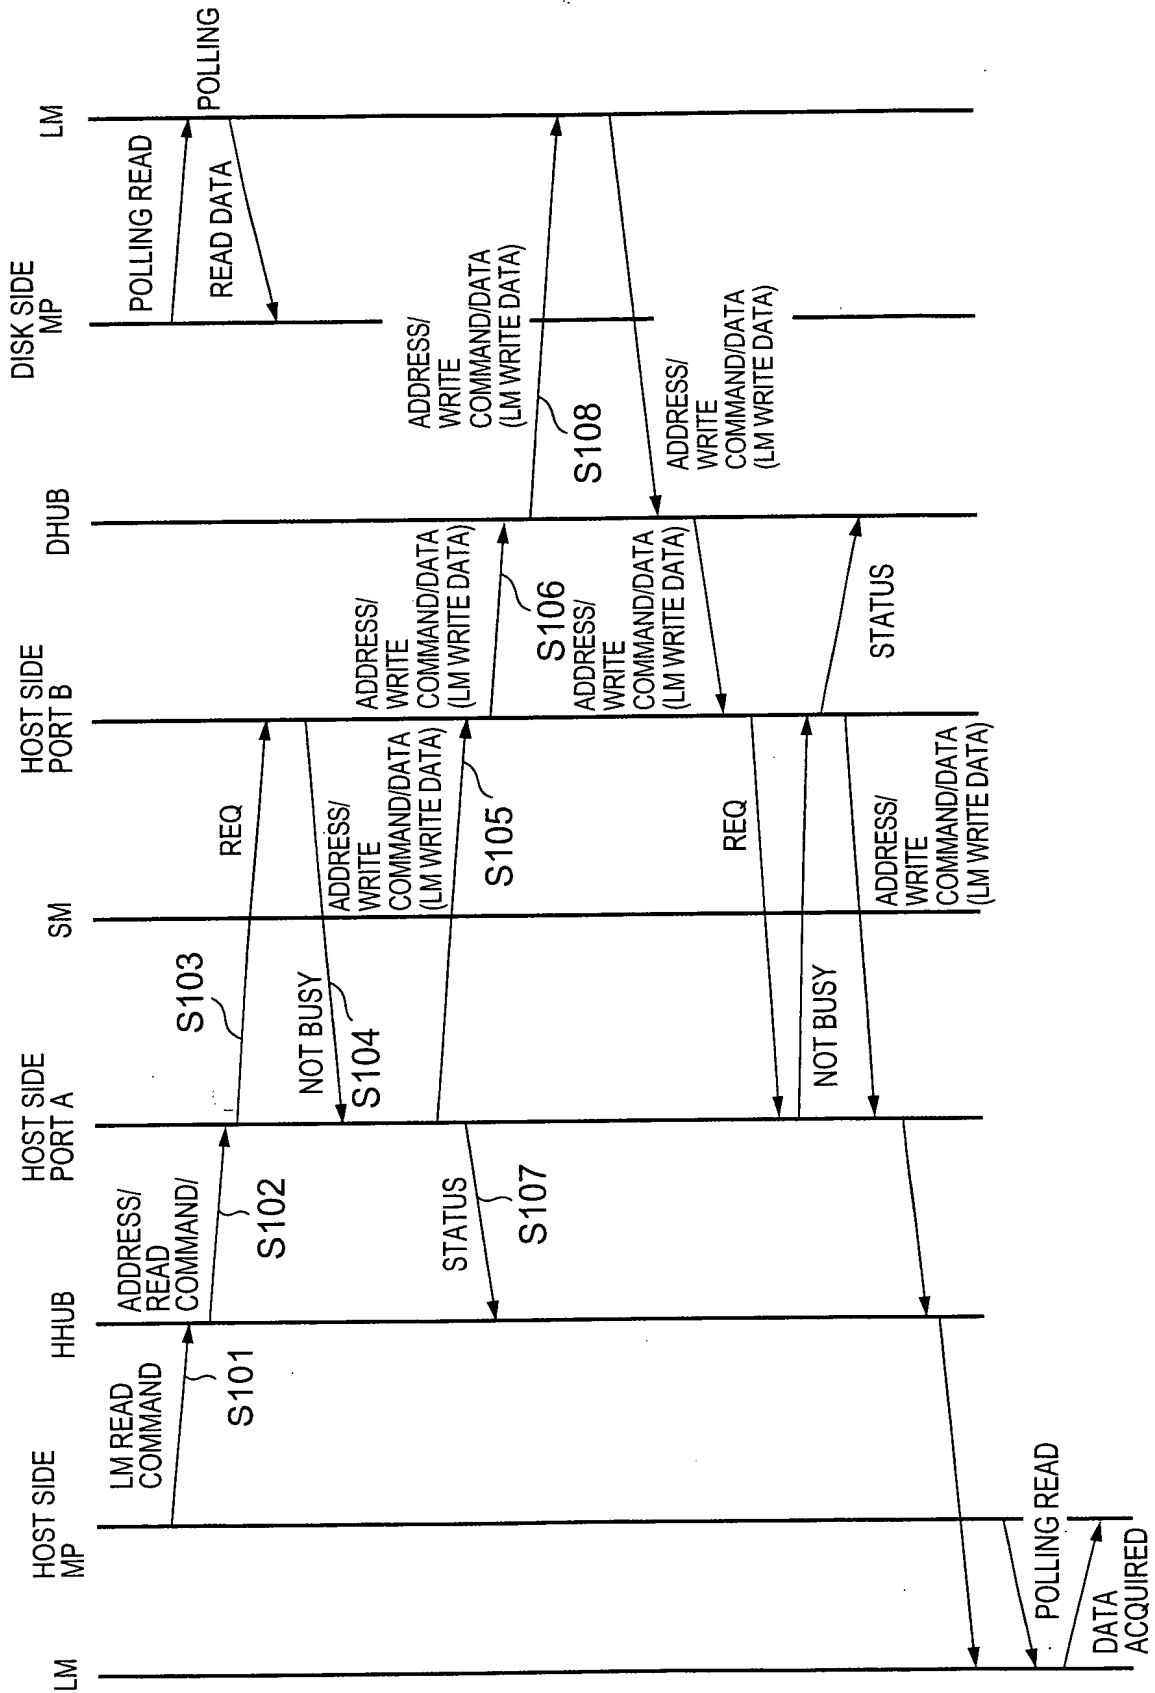 LM
HOST SIDE
MP
HHUB
HOST SIDE
PORT A
SM
HOST SIDE
PORT B
DHUB
DISK SIDE
MP
LM
LM READ
COMMAND
S101
ADDRESS/
READ
COMMAND/
S102
S103
REQ
NOT BUSY
S104
ADDRESS/
WRITE
COMMAND/DATA
(LM WRITE DATA)
S105
ADDRESS/
WRITE
COMMAND/DATA
(LM WRITE DATA)
S106
STATUS
S107
ADDRESS/
WRITE
COMMAND/DATA
(LM WRITE DATA)
S108
POLLING READ
POLLING
READ DATA
ADDRESS/
WRITE
COMMAND/DATA
(LM WRITE DATA)
ADDRESS/
WRITE
COMMAND/DATA
(LM WRITE DATA)
REQ
NOT BUSY
STATUS
ADDRESS/
WRITE
COMMAND/DATA
(LM WRITE DATA)
POLLING READ
DATA
ACQUIRED